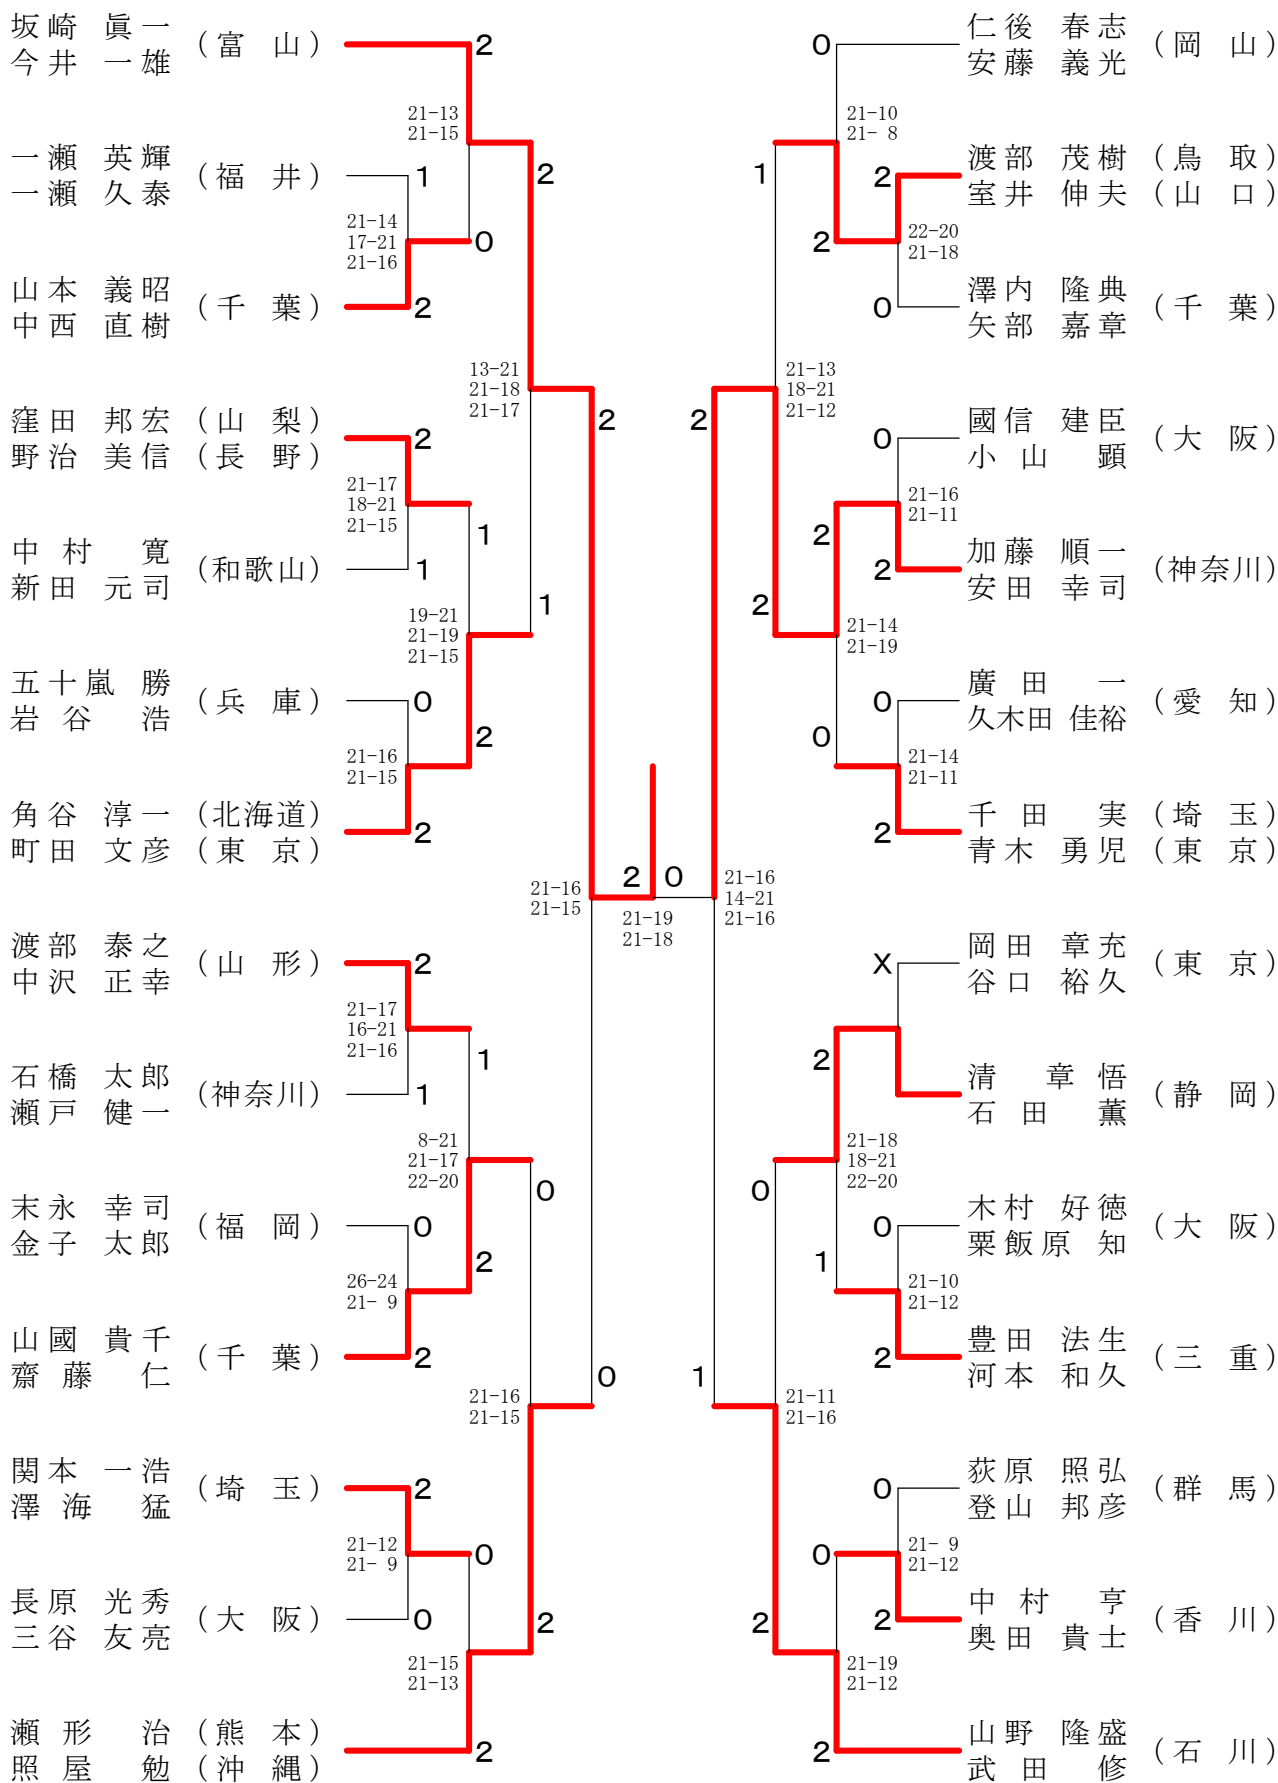 坂崎 眞一
今井 一雄
(富 山)
2
21-13
21-15
一瀬 英輝
一瀬 久泰
(福 井)
1
2
21-14
17-21
21-16
0
山本 義昭
中西 直樹
(千 葉)
2
13-21
21-18
21-17
2
窪田 邦宏 (山 梨)
野治 美信 (長 野)
2
21-17
18-21
21-15
1
中村 寛
新田 元司
(和歌山)
1
1
19-21
21-19
21-15
五十嵐 勝
岩谷 浩
(兵 庫)
0
2
21-16
21-15
角谷 淳一 (北海道)
町田 文彦 (東 京)
2
21-16
21-15
2
0
21-19
21-18
渡部 泰之
中沢 正幸
(山 形)
2
21-17
16-21
21-16
1
石橋 太郎
瀬戸 健一
(神奈川)
1
8-21
21-17
22-20
0
末永 幸司
金子 太郎
(福 岡)
0
2
26-24
21- 9
山國 貴千
齋藤 仁
(千 葉)
2
0
21-16
21-15
関本 一浩
澤海 猛
(埼 玉)
2
21-12
21- 9
0
長原 光秀
三谷 友亮
(大 阪)
0
2
21-15
21-13
瀬形 治 (熊 本)
照屋 勉 (沖 縄)
2
0
仁後 春志
安藤 義光
(岡 山)
21-10
21- 8
1
2
渡部 茂樹 (鳥 取)
室井 伸夫 (山 口)
2
22-20
21-18
0
澤内 隆典
矢部 嘉章
(千 葉)
21-13
18-21
21-12
2
0
國信 建臣
小山 顕
(大 阪)
21-16
21-11
2
2
加藤 順一
安田 幸司
(神奈川)
2
21-14
21-19
0
廣田 一
久木田 佳裕
(愛 知)
0
21-14
21-11
2
千田 実 (埼 玉)
青木 勇児 (東 京)
21-16
14-21
21-16
X
岡田 章充
谷口 裕久
(東 京)
2
清 章悟
石田 薫
(静 岡)
21-18
18-21
22-20
0
0
木村 好徳
粟飯原 知
(大 阪)
1
21-10
21-12
2
豊田 法生
河本 和久
(三 重)
1
21-11
21-16
0
荻原 照弘
登山 邦彦
(群 馬)
0
21- 9
21-12
2
2
中村 亨
奥田 貴士
(香 川)
21-19
21-12
2
山野 隆盛
武田 修
(石 川)